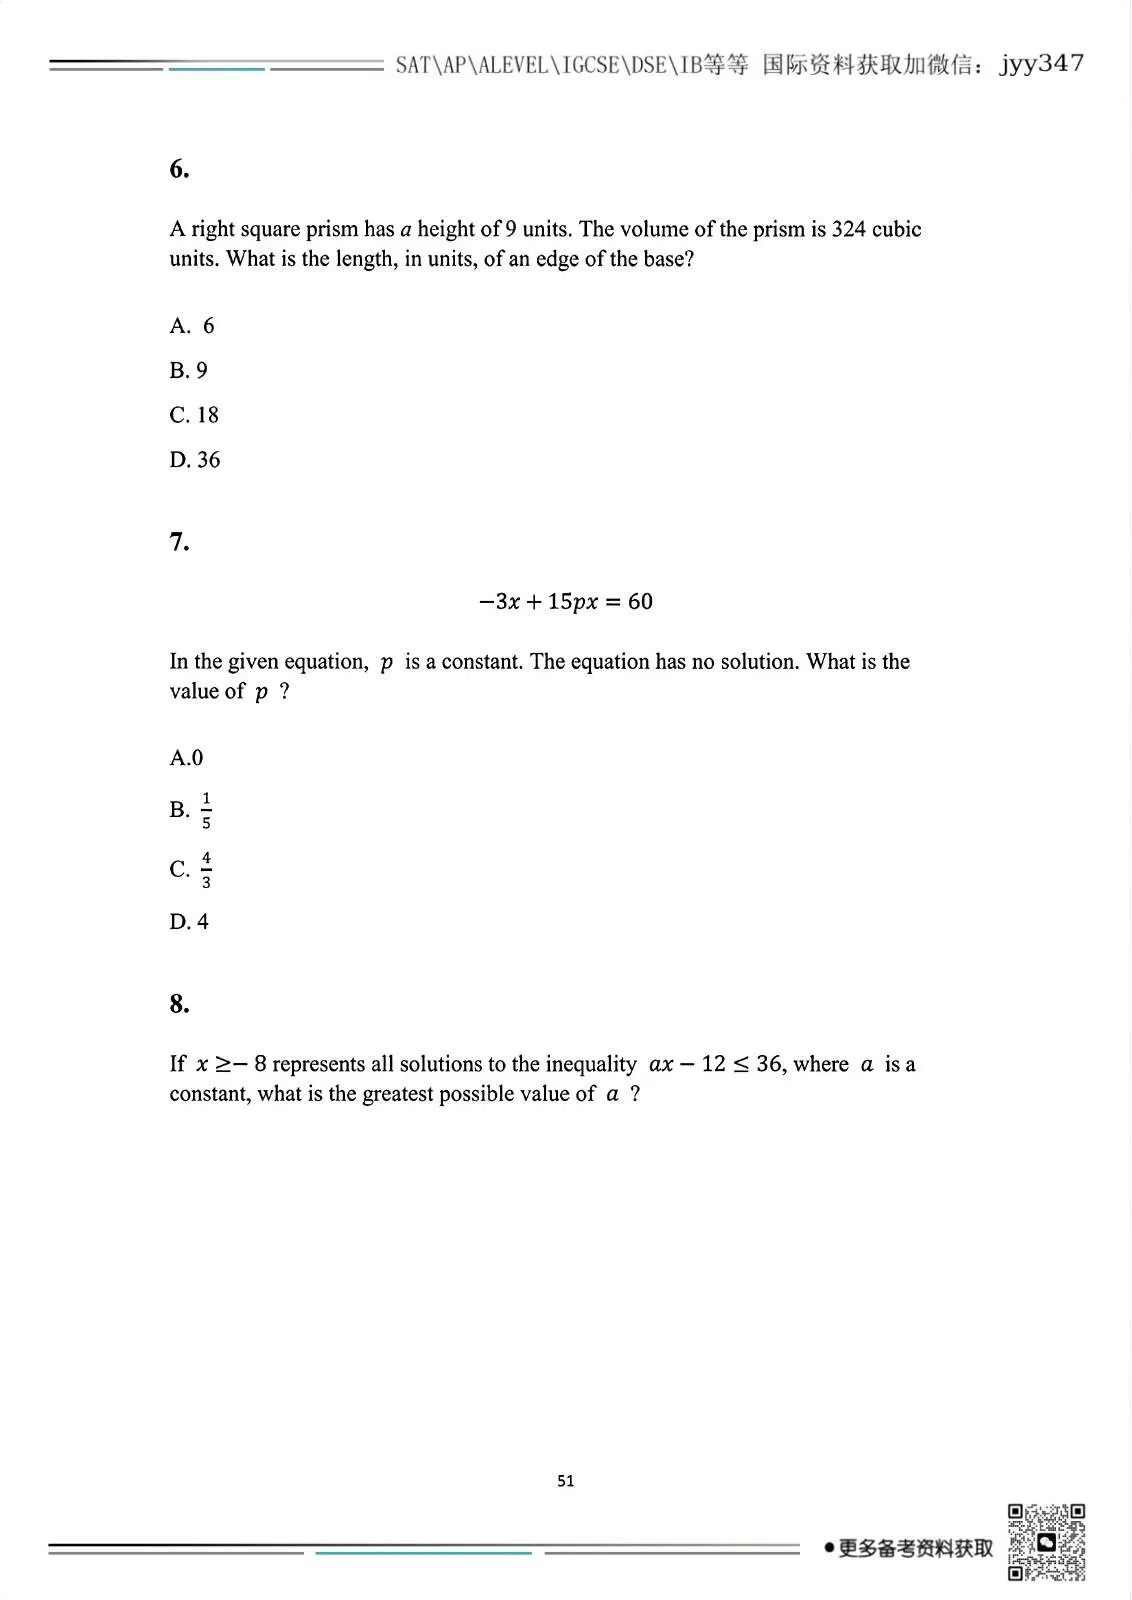 SAT\AP\ALEVEL\IGCSE\DSE\IB等等 国际资料获取加微信：jyy347
6.
A right square prism has a height of 9 units. The volume of the prism is 324 cubic
units. What is the length, in units, of an edge of the base?
A. 6
B. 9
C. 18
D. 36
7.
−3x + 15px = 60
In the given equation, p is a constant. The equation has no solution. What is the
value of p ?
A.0
B. 1/5
C. 4/3
D. 4
8.
If x ≥− 8 represents all solutions to the inequality ax − 12 ≤ 36, where a is a
constant, what is the greatest possible value of a ?
51
●更多备考资料获取